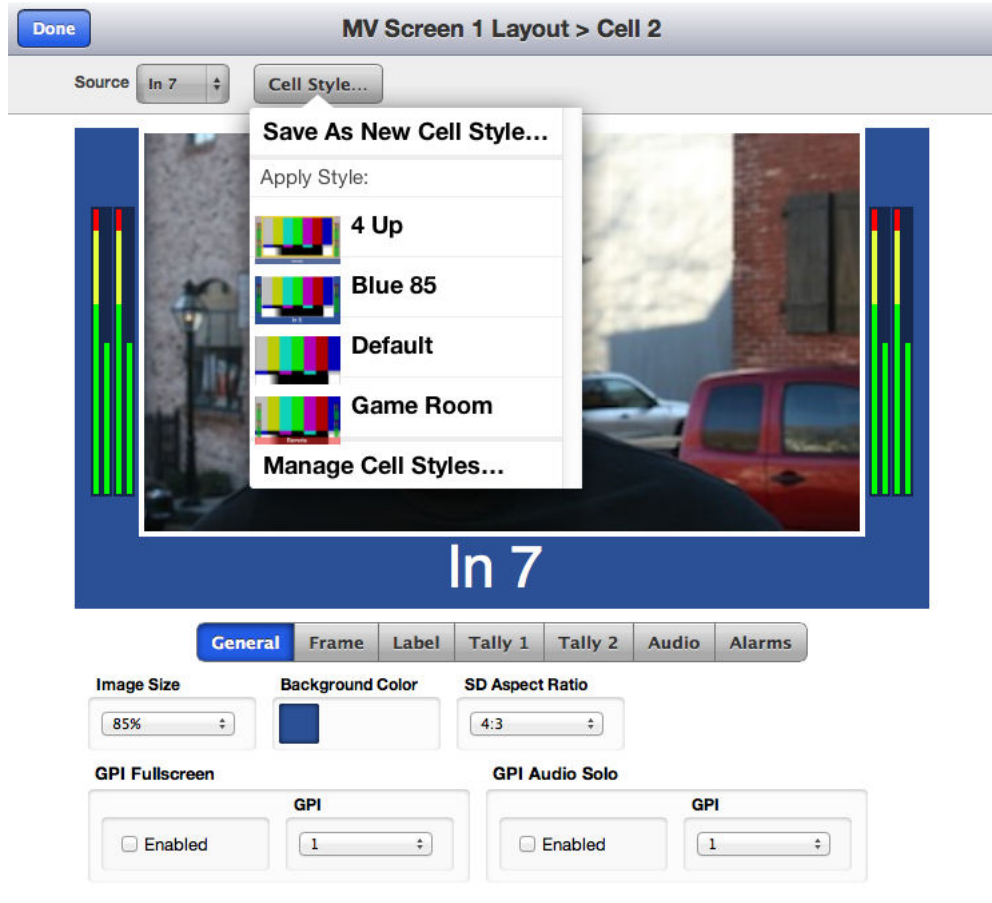 Done
MV Screen 1 Layout > Cell 2
Source In 7 Cell Style...
Save As New Cell Style...
Apply Style:
4 Up
Blue 85
In 5
Default
Game Room
Remote
Manage Cell Styles...
In 7
General Frame Label Tally 1 Tally 2 Audio Alarms
Image Size Background Color SD Aspect Ratio
85% 4:3
GPI Fullscreen GPI Audio Solo
GPI GPI
Enabled 1 Enabled 1